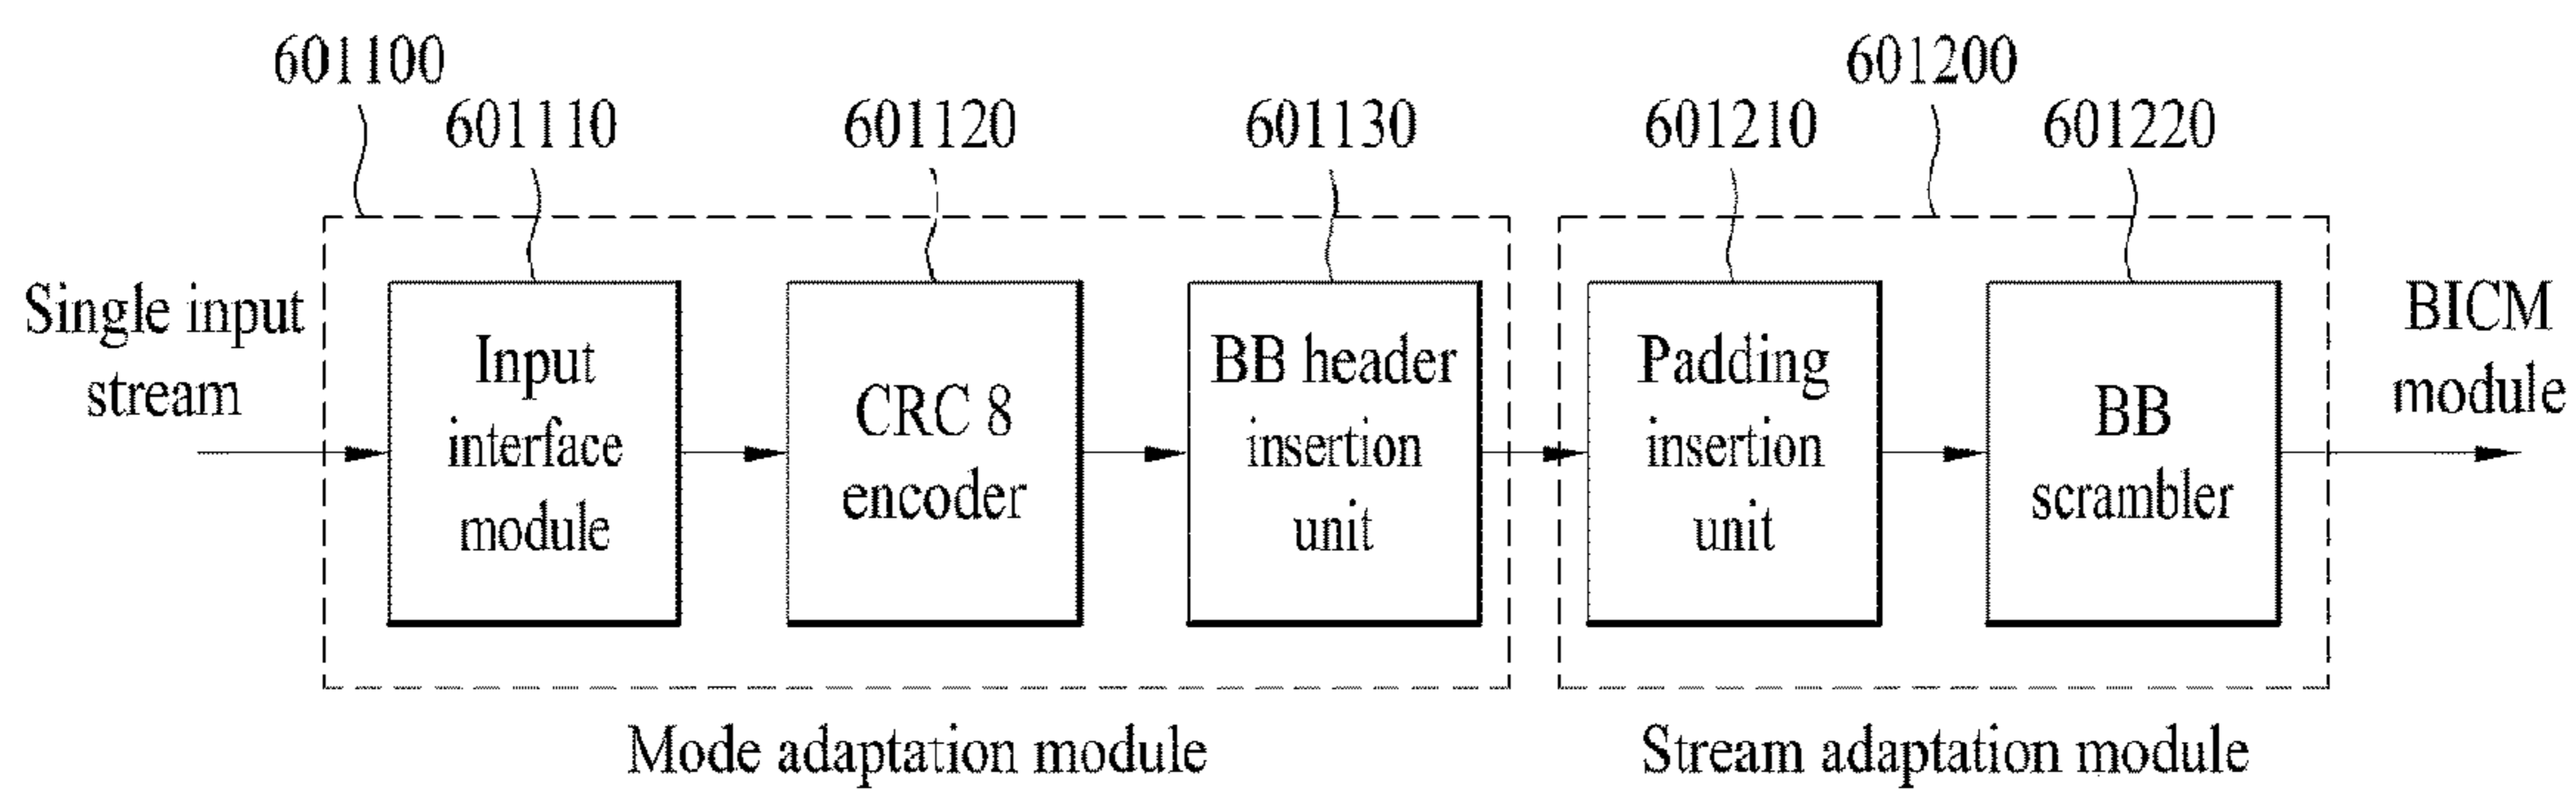 601100
601200
601110
601120
601130
601210
601220
Single input
stream
Input
interface
module
CRC 8
encoder
BB header
insertion
unit
Padding
insertion
unit
BB
scrambler
BICM
module
Mode adaptation module
Stream adaptation module